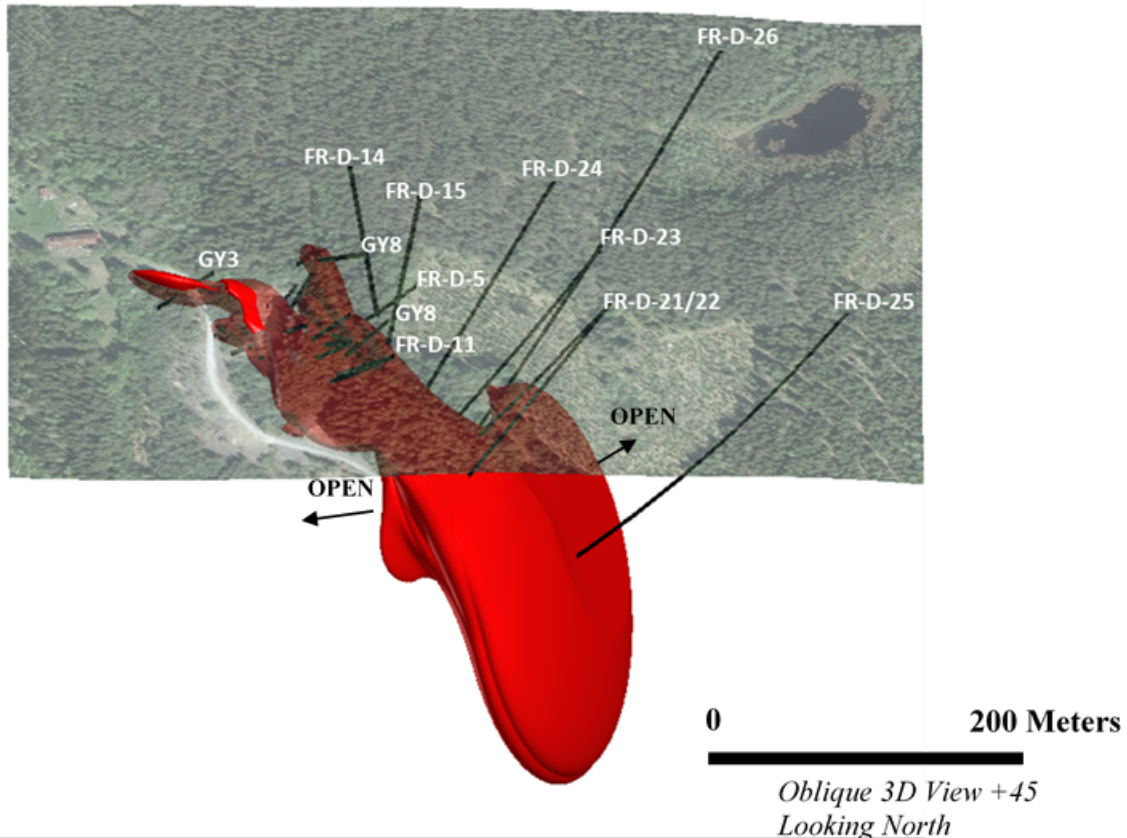 FR-D-26
FR-D-14
FR-D-24
FR-D-15
FR-D-23
GY8
GY3
FR-D-5
FR-D-21/22
FR-D-25
GY8
FR-D-11
OPEN
OPEN
0 200 Meters
Oblique 3D View +45
Looking North